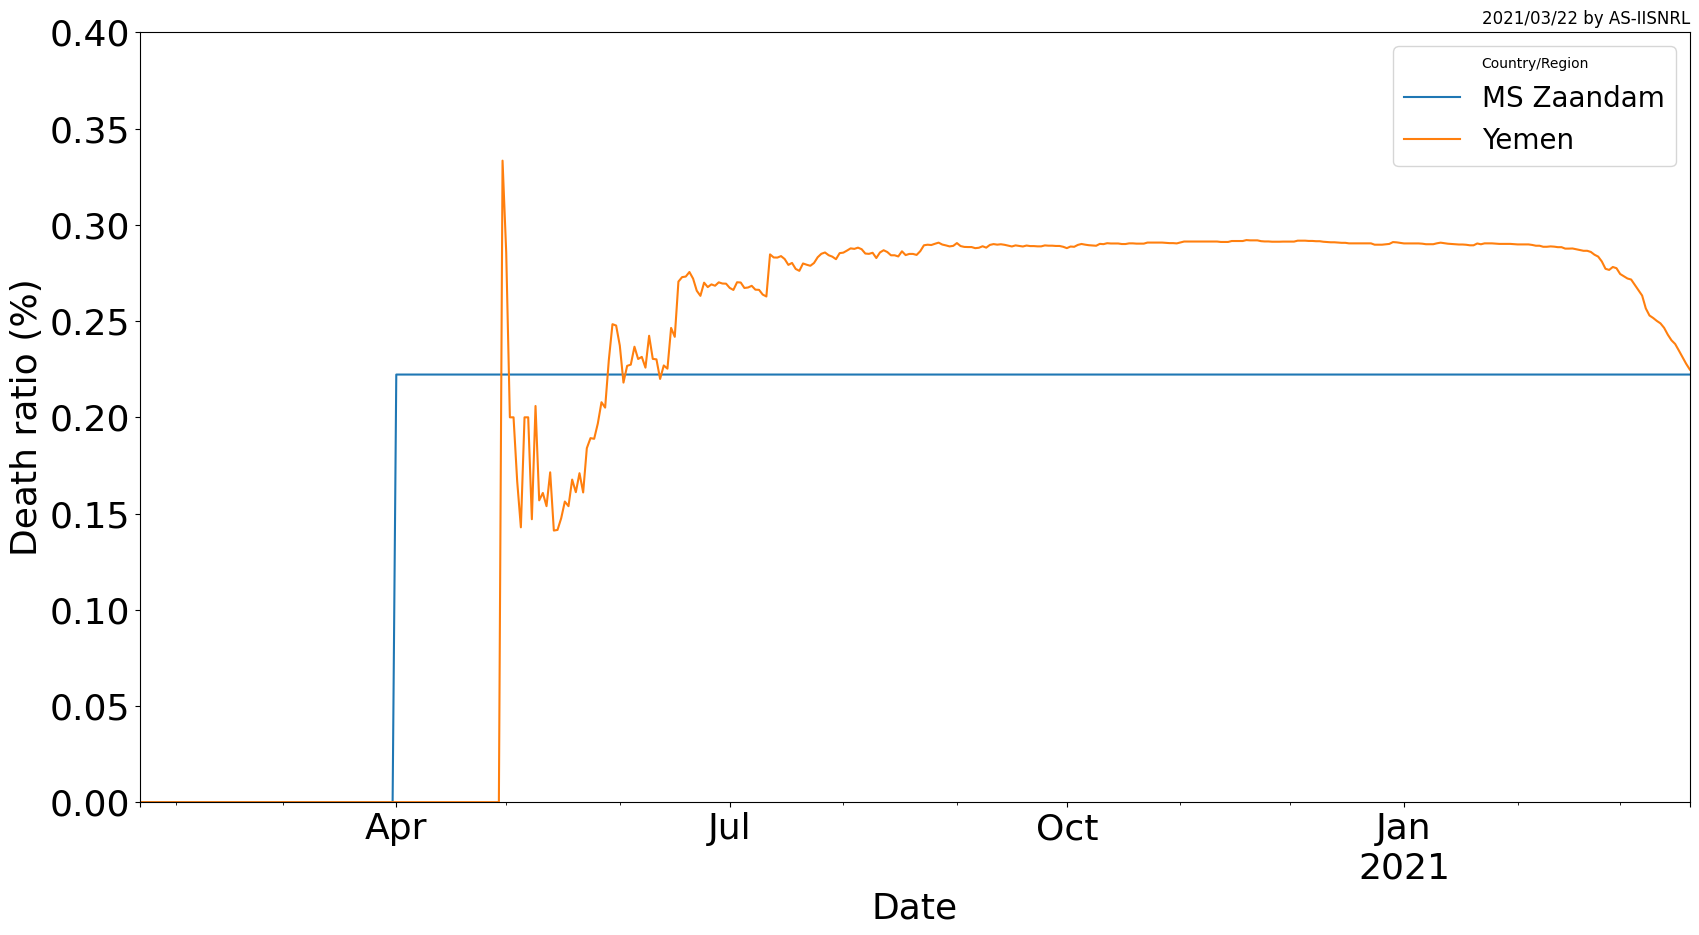 2021/03/22 by AS-IISNRL
Country/Region
MS Zaandam
Yemen
Death ratio (%)
0.40
0.35
0.30
0.25
0.20
0.15
0.10
0.05
0.00
Apr
Jul
Oct
Jan
2021
Date